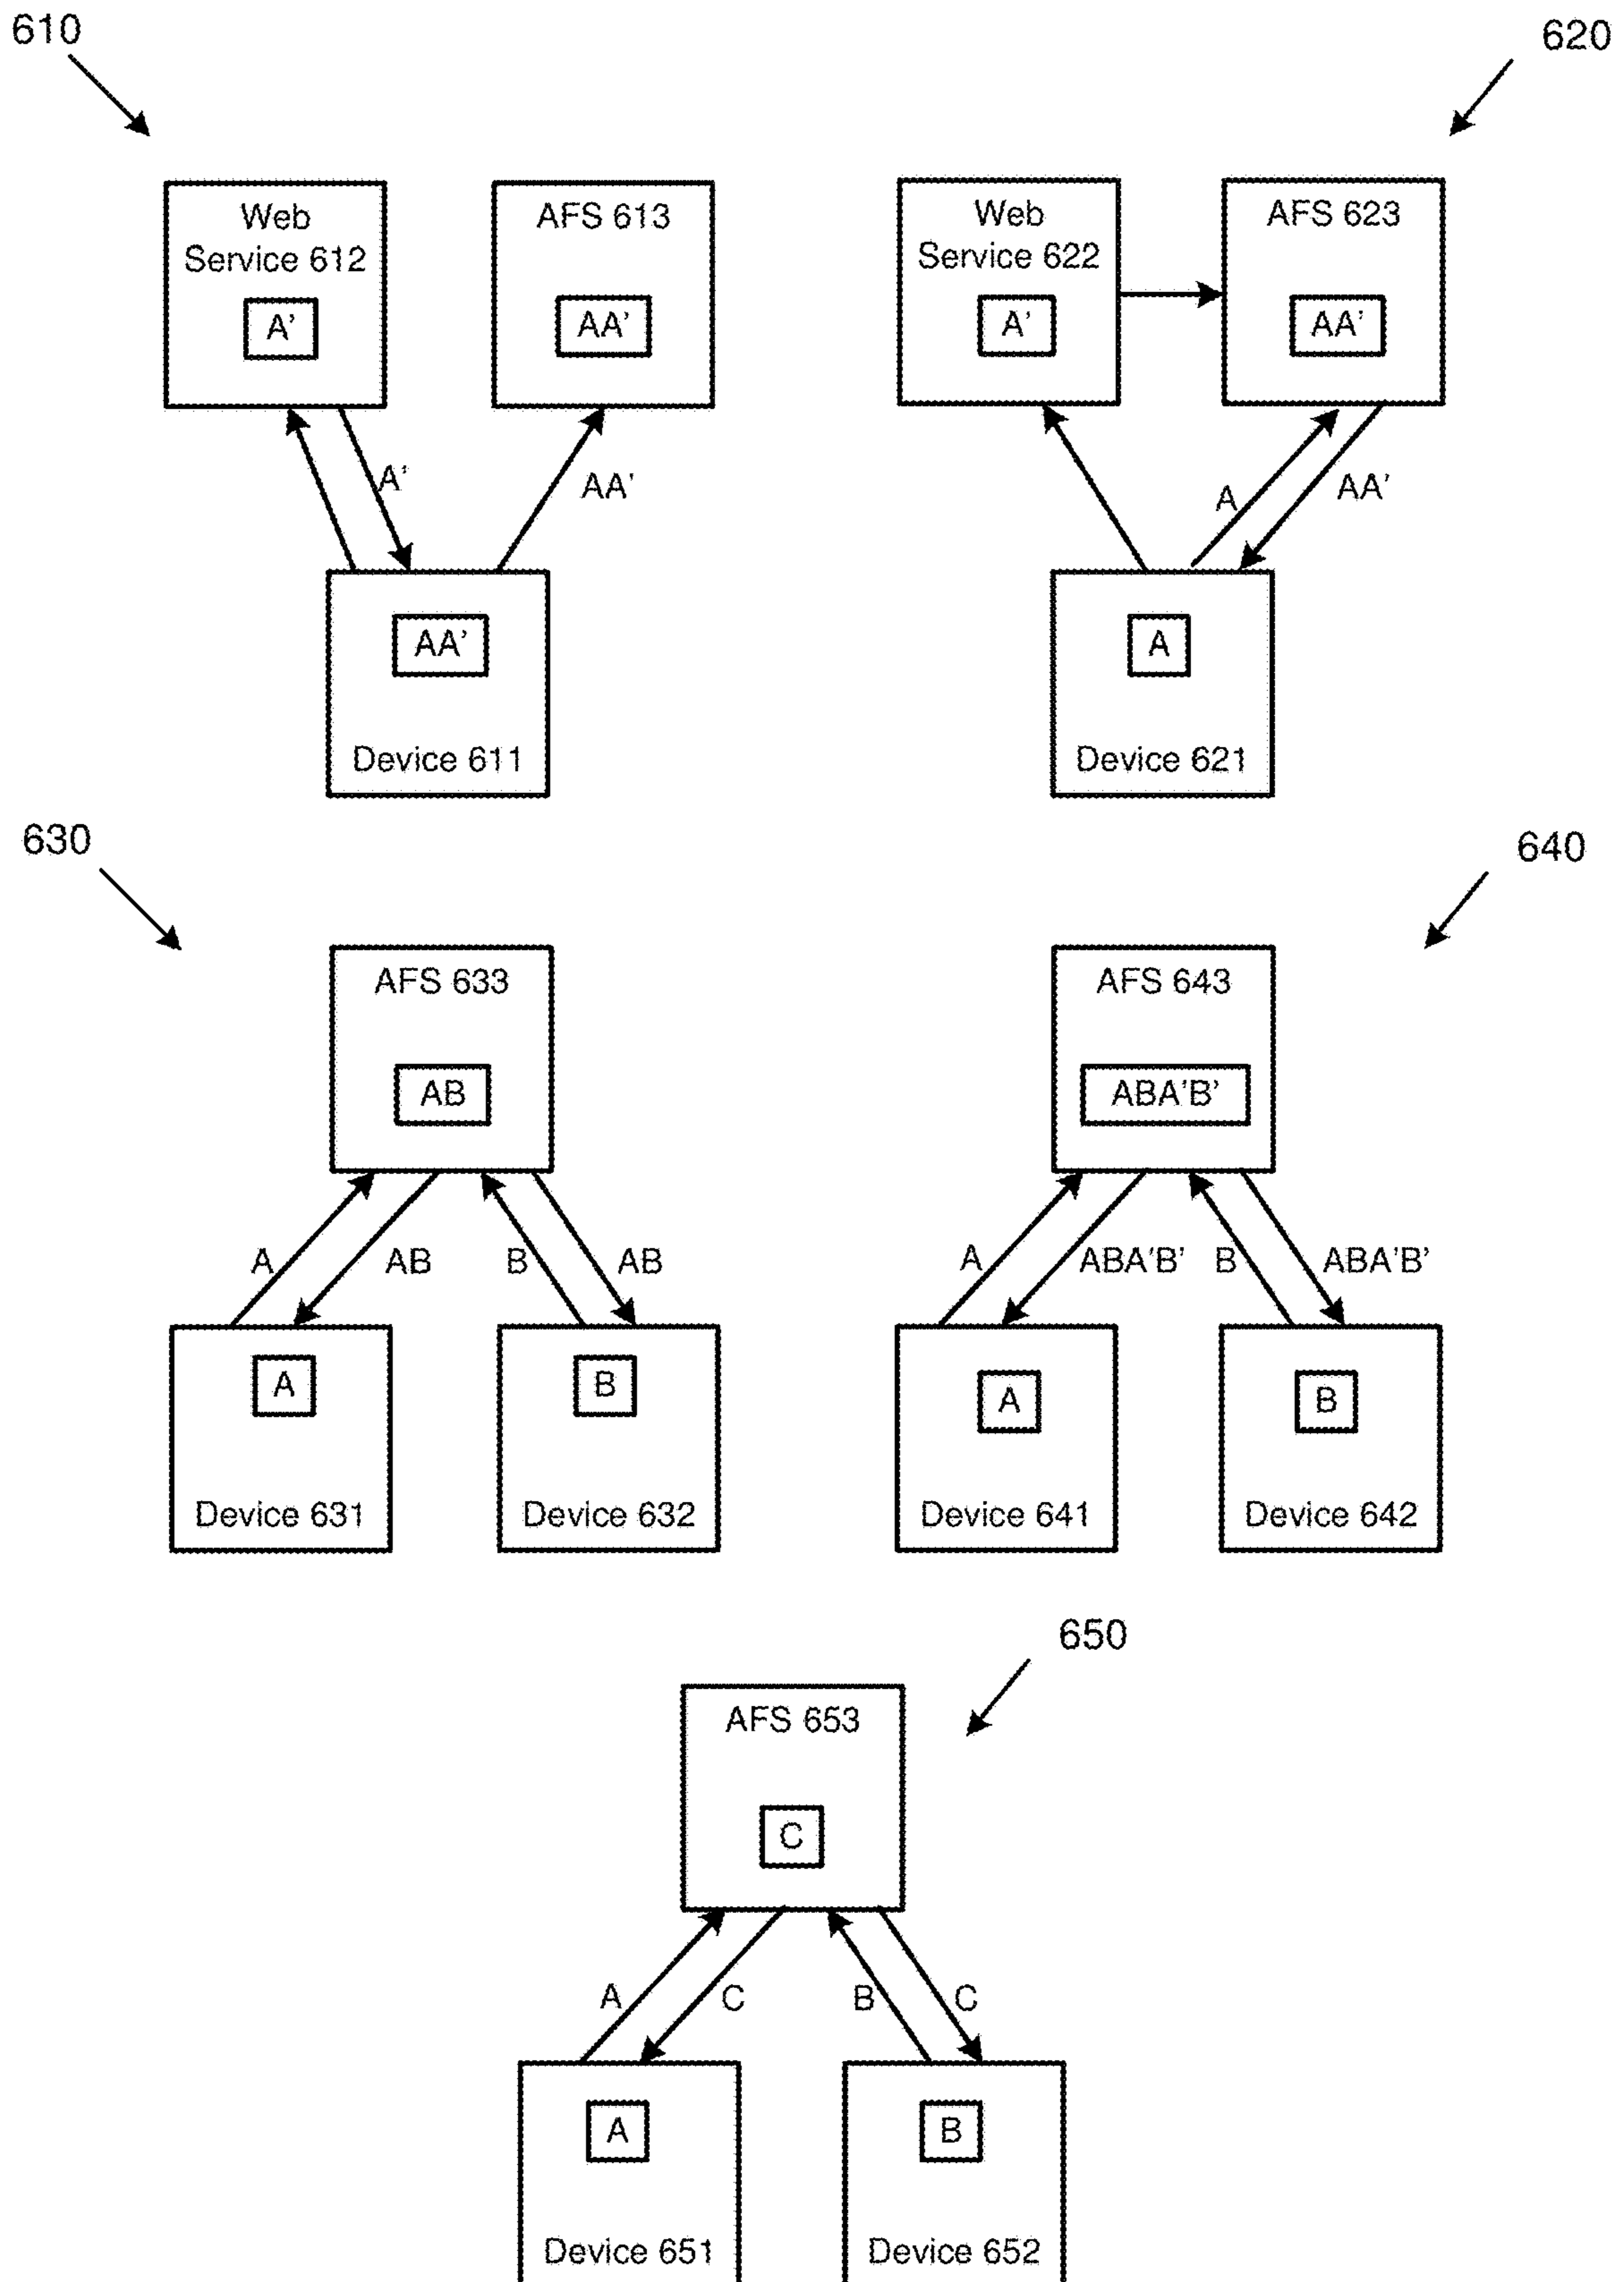 610
620
Web
Service 612
A'
AFS 613
AA'
Web
Service 622
A'
AFS 623
AA'
A'
AA'
A
AA'
AA'
Device 611
A
Device 621
630
640
AFS 633
AB
AFS 643
ABA'B'
A
AB
B
AB
A
ABA'B'
B
ABA'B'
A
Device 631
B
Device 632
A
Device 641
B
Device 642
650
AFS 653
C
A
C
B
C
A
Device 651
B
Device 652